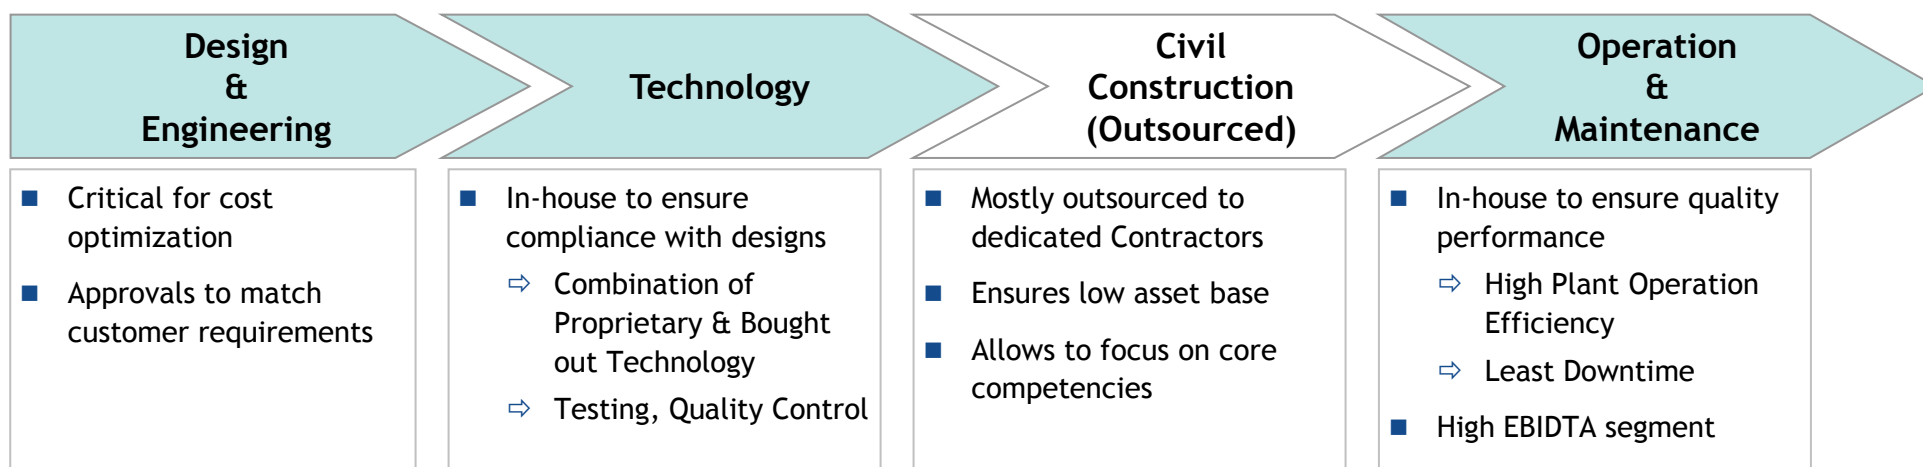 Design
&
Engineering
Technology
Civil
Construction
(Outsourced)
Operation
&
Maintenance
Critical for cost
optimization
Approvals to match
customer requirements
In-house to ensure
compliance with designs
Combination of
Proprietary & Bought
out Technology
Testing, Quality Control
Mostly outsourced to
dedicated Contractors
Ensures low asset base
Allows to focus on core
competencies
In-house to ensure quality
performance
High Plant Operation
Efficiency
Least Downtime
High EBIDTA segment